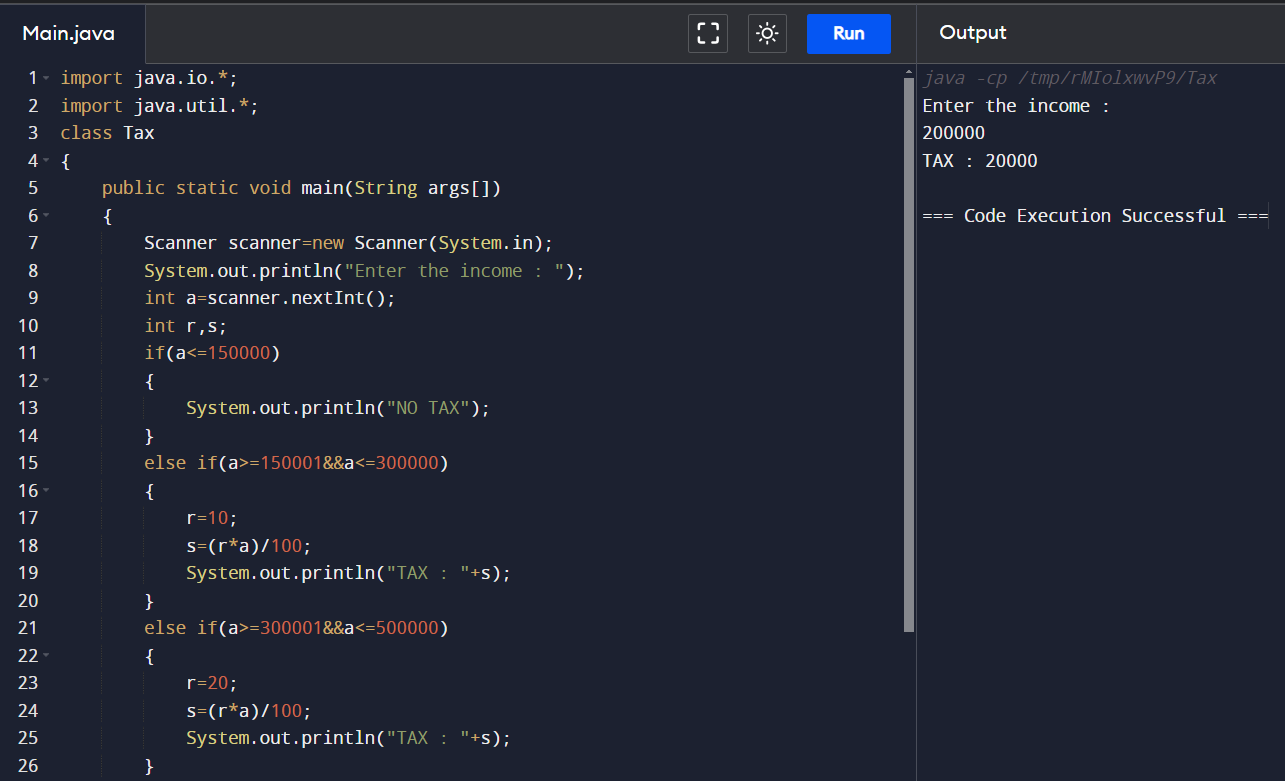 Main.java
Run
Output
1 import java.io.*;
2 import java.util.*;
3 class Tax
4 {
5     public static void main(String args[])
6     {
7         Scanner scanner=new Scanner(System.in);
8         System.out.println("Enter the income : ");
9         int a=scanner.nextInt();
10         int r,s;
11         if(a<=150000)
12         {
13             System.out.println("NO TAX");
14         }
15         else if(a>=150001&&a<=300000)
16         {
17             r=10;
18             s=(r*a)/100;
19             System.out.println("TAX : "+s);
20         }
21         else if(a>=300001&&a<=500000)
22         {
23             r=20;
24             s=(r*a)/100;
25             System.out.println("TAX : "+s);
26         }
java -cp /tmp/rMIolxwvP9/Tax
Enter the income :
200000
TAX : 20000
=== Code Execution Successful ===